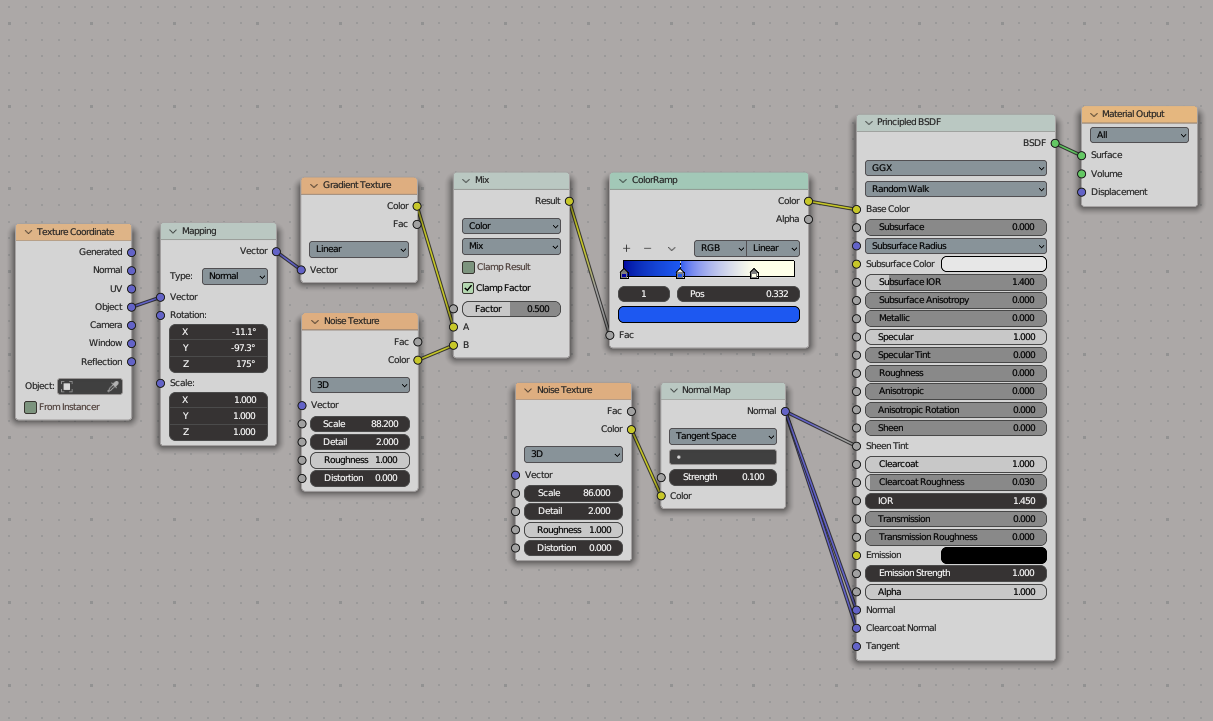 Texture Coordinate
Generated
Normal
UV
Object
Camera
Window
Reflection
Object:
From Instancer
Mapping
Vector
Type: Normal
Vector
Rotation:
X -11.1°
Y -97.3°
Z 175°
Scale:
X 1.000
Y 1.000
Z 1.000
Gradient Texture
Color
Fac
Linear
Vector
Noise Texture
Fac
Color
3D
Vector
Scale 88.200
Detail 2.000
Roughness 1.000
Distortion 0.000
Mix
Result
Color
Mix
Clamp Result
Clamp Factor
Factor 0.500
A
B
ColorRamp
Color
Alpha
RGB Linear
1 Pos 0.332
Fac
Noise Texture
Fac
Color
3D
Vector
Scale 86.000
Detail 2.000
Roughness 1.000
Distortion 0.000
Normal Map
Normal
Tangent Space
Strength 0.100
Color
Principled BSDF
BSDF
GGX
Random Walk
Base Color
Subsurface 0.000
Subsurface Radius
Subsurface Color
Subsurface IOR 1.400
Subsurface Anisotropy 0.000
Metallic 0.000
Specular 1.000
Specular Tint 0.000
Roughness 0.000
Anisotropic 0.000
Anisotropic Rotation 0.000
Sheen 0.000
Sheen Tint
Clearcoat 1.000
Clearcoat Roughness 0.030
IOR 1.450
Transmission 0.000
Transmission Roughness 0.000
Emission
Emission Strength 1.000
Alpha 1.000
Normal
Clearcoat Normal
Tangent
Material Output
All
Surface
Volume
Displacement